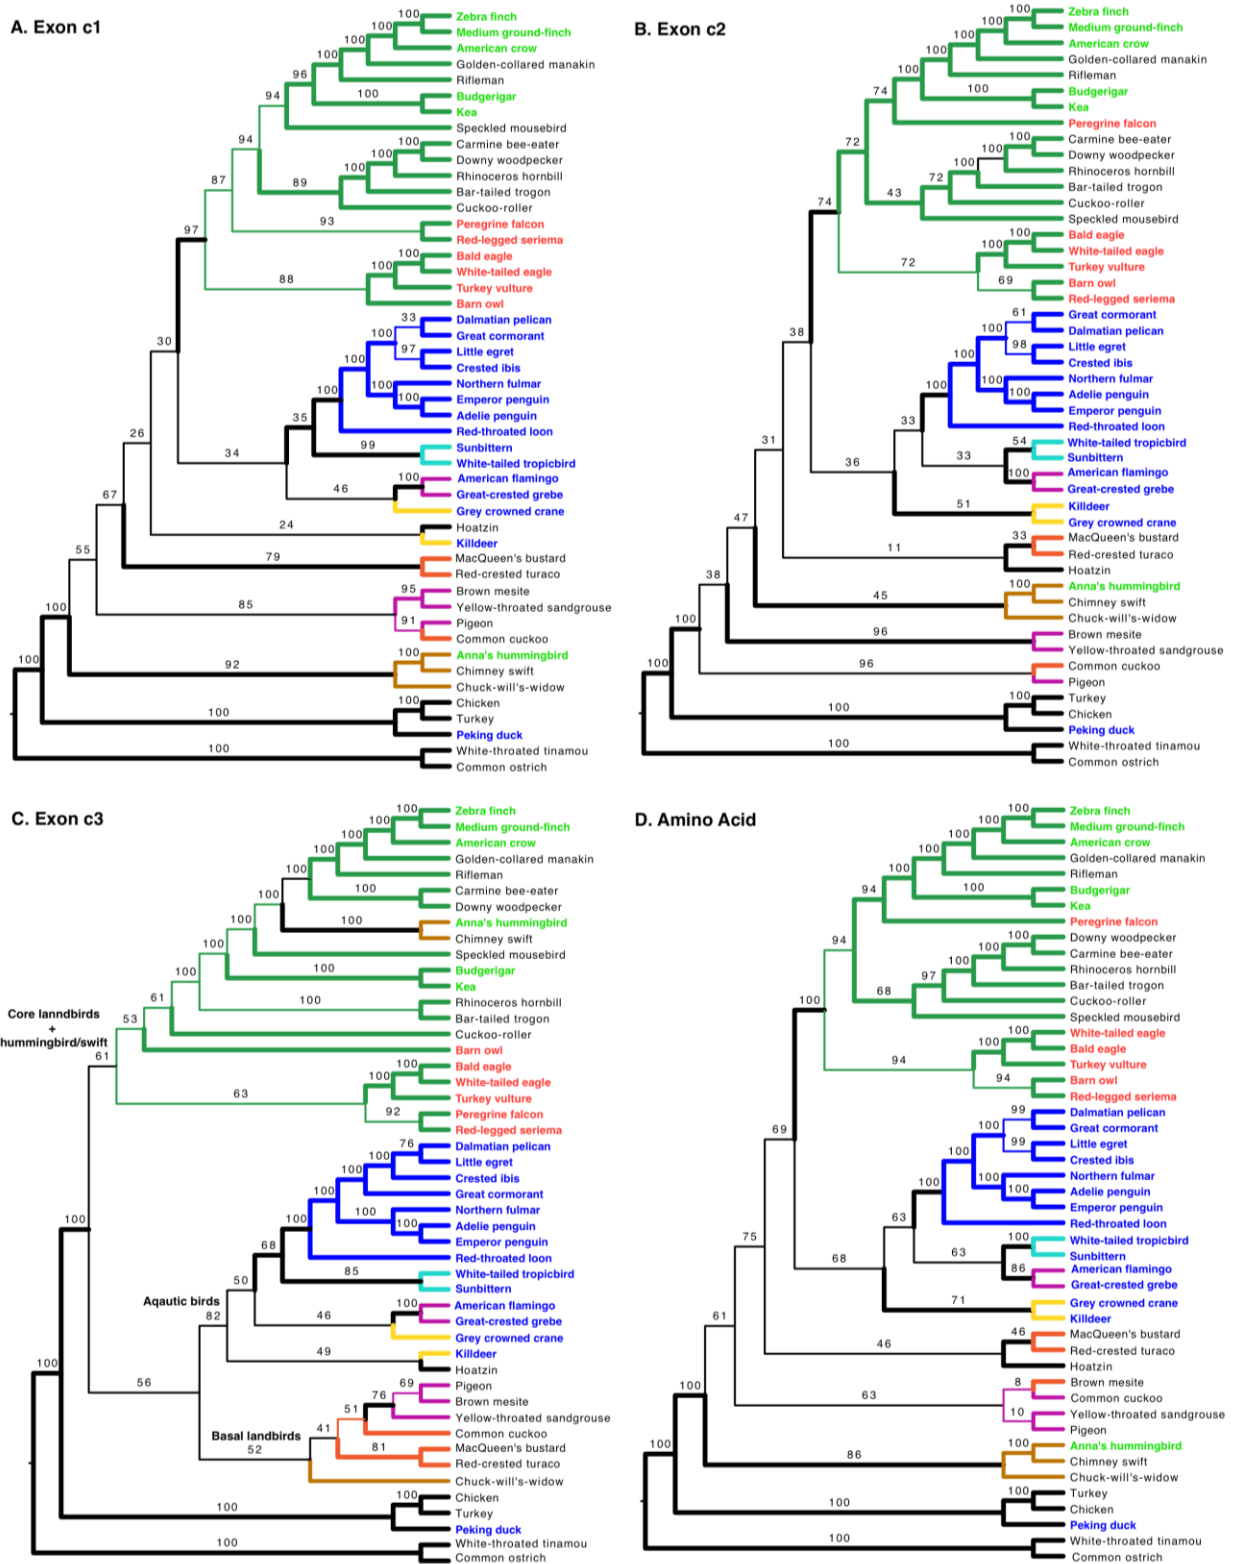 A. Exon c1
100 Zebra finch
100 Medium ground-finch
100 American crow
100 Golden-collared manakin
96 Rifleman
100 Budgerigar
94 Kea
Speckled mousebird
94 100 Carmine bee-eater
100 Downy woodpecker
100 Rhinoceros hornbill
87 89 Bar-tailed trogon
Cuckoo-roller
93 Peregrine falcon
97 Red-legged seriema
100 Bald eagle
100 White-tailed eagle
88 Turkey vulture
Barn owl
33 Dalmatian pelican
100 Great cormorant
30 97 Little egret
100 Crested ibis
100 100 Northern fulmar
100 Emperor penguin
Adelie penguin
35 Red-throated loon
26 99 Sunbittern
34 White-tailed tropicbird
100 American flamingo
46 Great-crested grebe
67 Grey crowned crane
24 Hoatzin
Killdeer
55 79 MacQueen's bustard
Red-crested turaco
95 Brown mesite
100 85 Yellow-throated sandgrouse
91 Pigeon
Common cuckoo
100 100 Anna's hummingbird
92 Chimney swift
Chuck-will's-widow
100 Chicken
100 Turkey
Peking duck
100 White-throated tinamou
Common ostrich
B. Exon c2
100 Zebra finch
100 Medium ground-finch
100 American crow
100 Golden-collared manakin
100 Rifleman
74 100 Budgerigar
Kea
Peregrine falcon
72 100 Carmine bee-eater
100 Downy woodpecker
100 Rhinoceros hornbill
72 Bar-tailed trogon
43 Cuckoo-roller
74 Speckled mousebird
100 Bald eagle
100 White-tailed eagle
72 Turkey vulture
69 Barn owl
Red-legged seriema
61 Great cormorant
38 100 Dalmatian pelican
98 Little egret
100 Crested ibis
100 100 Northern fulmar
100 Adelie penguin
Emperor penguin
33 Red-throated loon
31 54 White-tailed tropicbird
36 33 Sunbittern
100 American flamingo
Great-crested grebe
51 Killdeer
47 Grey crowned crane
33 MacQueen's bustard
11 Red-crested turaco
Hoatzin
38 100 Anna's hummingbird
45 Chimney swift
Chuck-will's-widow
100 96 Brown mesite
Yellow-throated sandgrouse
100 96 Common cuckoo
Pigeon
100 Turkey
100 Chicken
Peking duck
100 White-throated tinamou
Common ostrich
C. Exon c3
100 Zebra finch
100 Medium ground-finch
100 American crow
100 Golden-collared manakin
100 Rifleman
100 100 Carmine bee-eater
Downy woodpecker
100 100 Anna's hummingbird
Chimney swift
100 Speckled mousebird
100 100 Budgerigar
Kea
61 100 Rhinoceros hornbill
Bar-tailed trogon
Core lanndbirds
+
hummingbird/swift
53 Cuckoo-roller
61 Barn owl
100 Bald eagle
100 White-tailed eagle
63 Turkey vulture
92 Peregrine falcon
Red-legged seriema
76 Dalmatian pelican
100 Little egret
100 Crested ibis
100 Great cormorant
100 100 Northern fulmar
100 Adelie penguin
100 Emperor penguin
68 Red-throated loon
85 White-tailed tropicbird
50 Sunbittern
Aqautic birds
82 100 American flamingo
46 Great-crested grebe
Grey crowned crane
49 Killdeer
Hoatzin
100 56 69 Pigeon
76 Brown mesite
51 Yellow-throated sandgrouse
41 Common cuckoo
Basal landbirds
52 81 MacQueen's bustard
Red-crested turaco
Chuck-will's-widow
100 Chicken
100 Turkey
Peking duck
100 White-throated tinamou
Common ostrich
D. Amino Acid
100 Zebra finch
100 Medium ground-finch
100 American crow
100 Golden-collared manakin
100 Rifleman
94 100 Budgerigar
Kea
Peregrine falcon
94 100 Downy woodpecker
100 Carmine bee-eater
100 Rhinoceros hornbill
97 Bar-tailed trogon
68 Cuckoo-roller
100 Speckled mousebird
100 White-tailed eagle
100 Bald eagle
94 Turkey vulture
94 Barn owl
Red-legged seriema
99 Dalmatian pelican
69 100 Great cormorant
99 Little egret
100 Crested ibis
100 100 Northern fulmar
100 Adelie penguin
Emperor penguin
63 Red-throated loon
75 100 White-tailed tropicbird
68 63 Sunbittern
86 American flamingo
Great-crested grebe
71 Grey crowned crane
61 Killdeer
46 MacQueen's bustard
46 Red-crested turaco
Hoatzin
100 8 Brown mesite
63 Common cuckoo
10 Yellow-throated sandgrouse
Pigeon
100 100 Anna's hummingbird
86 Chimney swift
Chuck-will's-widow
100 Turkey
100 Chicken
Peking duck
100 White-throated tinamou
Common ostrich